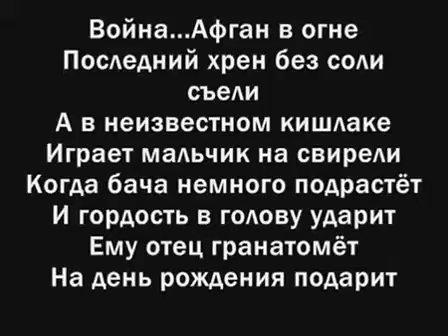 Война...Афган в огне
Последний хрен без соли
съели
А в неизвестном кишлаке
Играет мальчик на свирели
Когда бача немного подрастёт
И гордость в голову ударит
Ему отец гранатомёт
На день рождения подарит